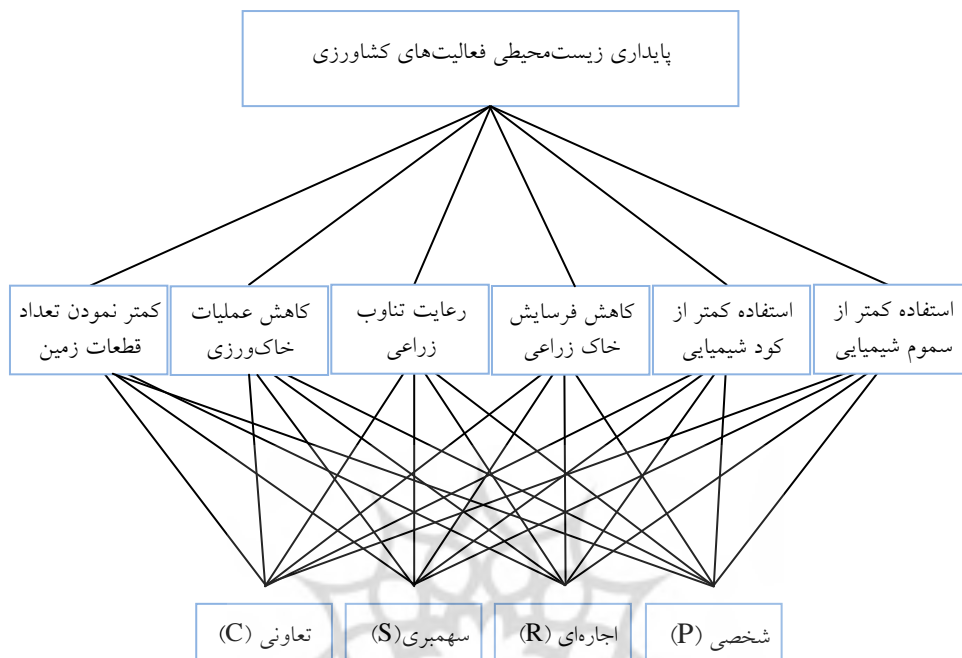 پایداری زیست‌محیطی فعالیت‌های کشاورزی
استفاده کمتر از
سموم شیمیایی
استفاده کمتر از
کود شیمیایی
کاهش فرسایش
خاک زراعی
رعایت تناوب
زراعی
کاهش عملیات
خاک‌ورزی
کمتر نمودن تعداد
قطعات زمین
شخصی (P)
اجاره‌ای (R)
سهمبری(S)
تعاونی (C)